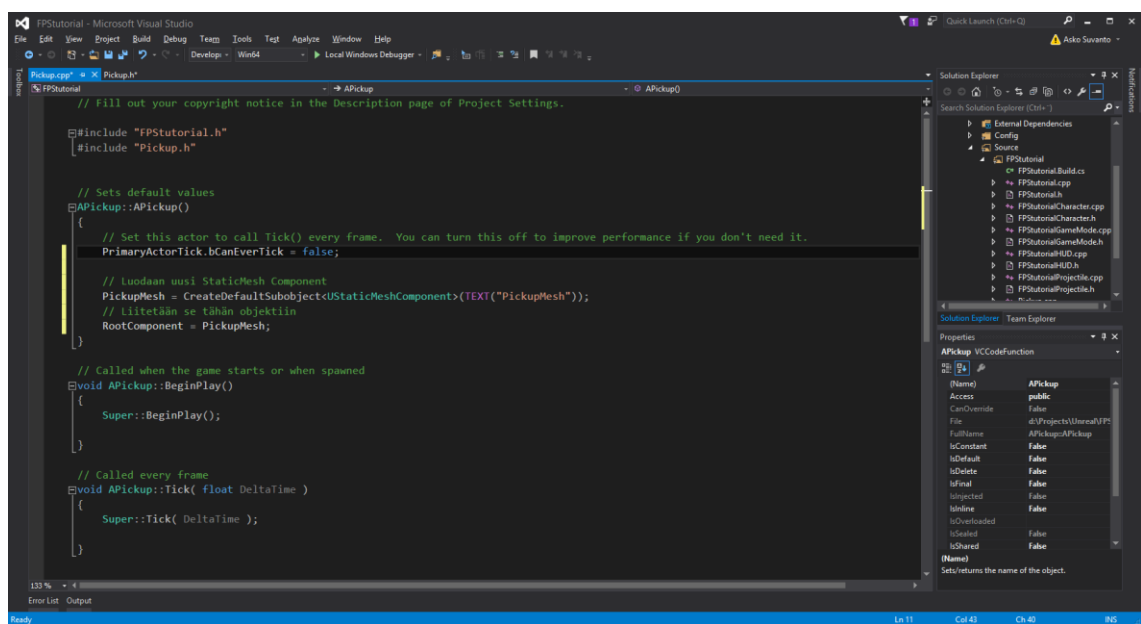 FPStutorial - Microsoft Visual Studio
1
Quick Launch (Ctrl+Q)
File Edit View Project Build Debug Team Tools Test Analyze Window Help
Asko Suvanto
Develop Win64 Local Windows Debugger
Toolbox
Pickup.cpp* Pickup.h*
FPStutorial
APickup
APickup()
// Fill out your copyright notice in the Description page of Project Settings.
#include "FPStutorial.h"
#include "Pickup.h"
// Sets default values
APickup::APickup()
{
// Set this actor to call Tick() every frame.  You can turn this off to improve performance if you don't need it.
PrimaryActorTick.bCanEverTick = false;
// Luodaan uusi StaticMesh Component
PickupMesh = CreateDefaultSubobject<UStaticMeshComponent>(TEXT("PickupMesh"));
// Liitetään se tähän objektiin
RootComponent = PickupMesh;
}
// Called when the game starts or when spawned
void APickup::BeginPlay()
{
Super::BeginPlay();
}
// Called every frame
void APickup::Tick( float DeltaTime )
{
Super::Tick( DeltaTime );
}
133 %
Error List Output
Solution Explorer
Search Solution Explorer (Ctrl+¨)
External Dependencies
Config
Source
FPStutorial
FPStutorial.Build.cs
FPStutorial.cpp
FPStutorial.h
FPStutorialCharacter.cpp
FPStutorialCharacter.h
FPStutorialGameMode.cpp
FPStutorialGameMode.h
FPStutorialHUD.cpp
FPStutorialHUD.h
FPStutorialProjectile.cpp
FPStutorialProjectile.h
Solution Explorer Team Explorer
Properties
APickup VCCodeFunction
(Name) APickup
Access public
CanOverride False
File d:\Projects\Unreal\FPS
FullName APickup::APickup
IsConstant False
IsDefault False
IsDelete False
IsFinal False
IsInjected False
IsInline False
IsOverloaded
IsSealed False
IsShared False
(Name)
Sets/returns the name of the object.
Notifications
Ready Ln 11 Col 43 Ch 40 INS